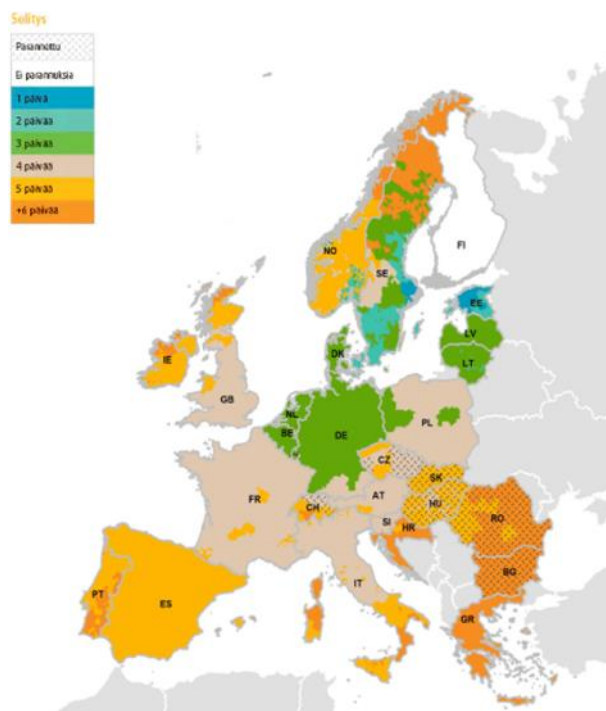 Selitys
Parannettu
Ei parannuksia
1 päivä
2 päivää
3 päivää
4 päivää
5 päivää
+6 päivää
NO
SE
FI
EE
LV
LT
DK
IE
GB
NL
BE
DE
PL
CZ
SK
FR
CH
AT
HU
SI
HR
RO
BG
IT
PT
ES
GR